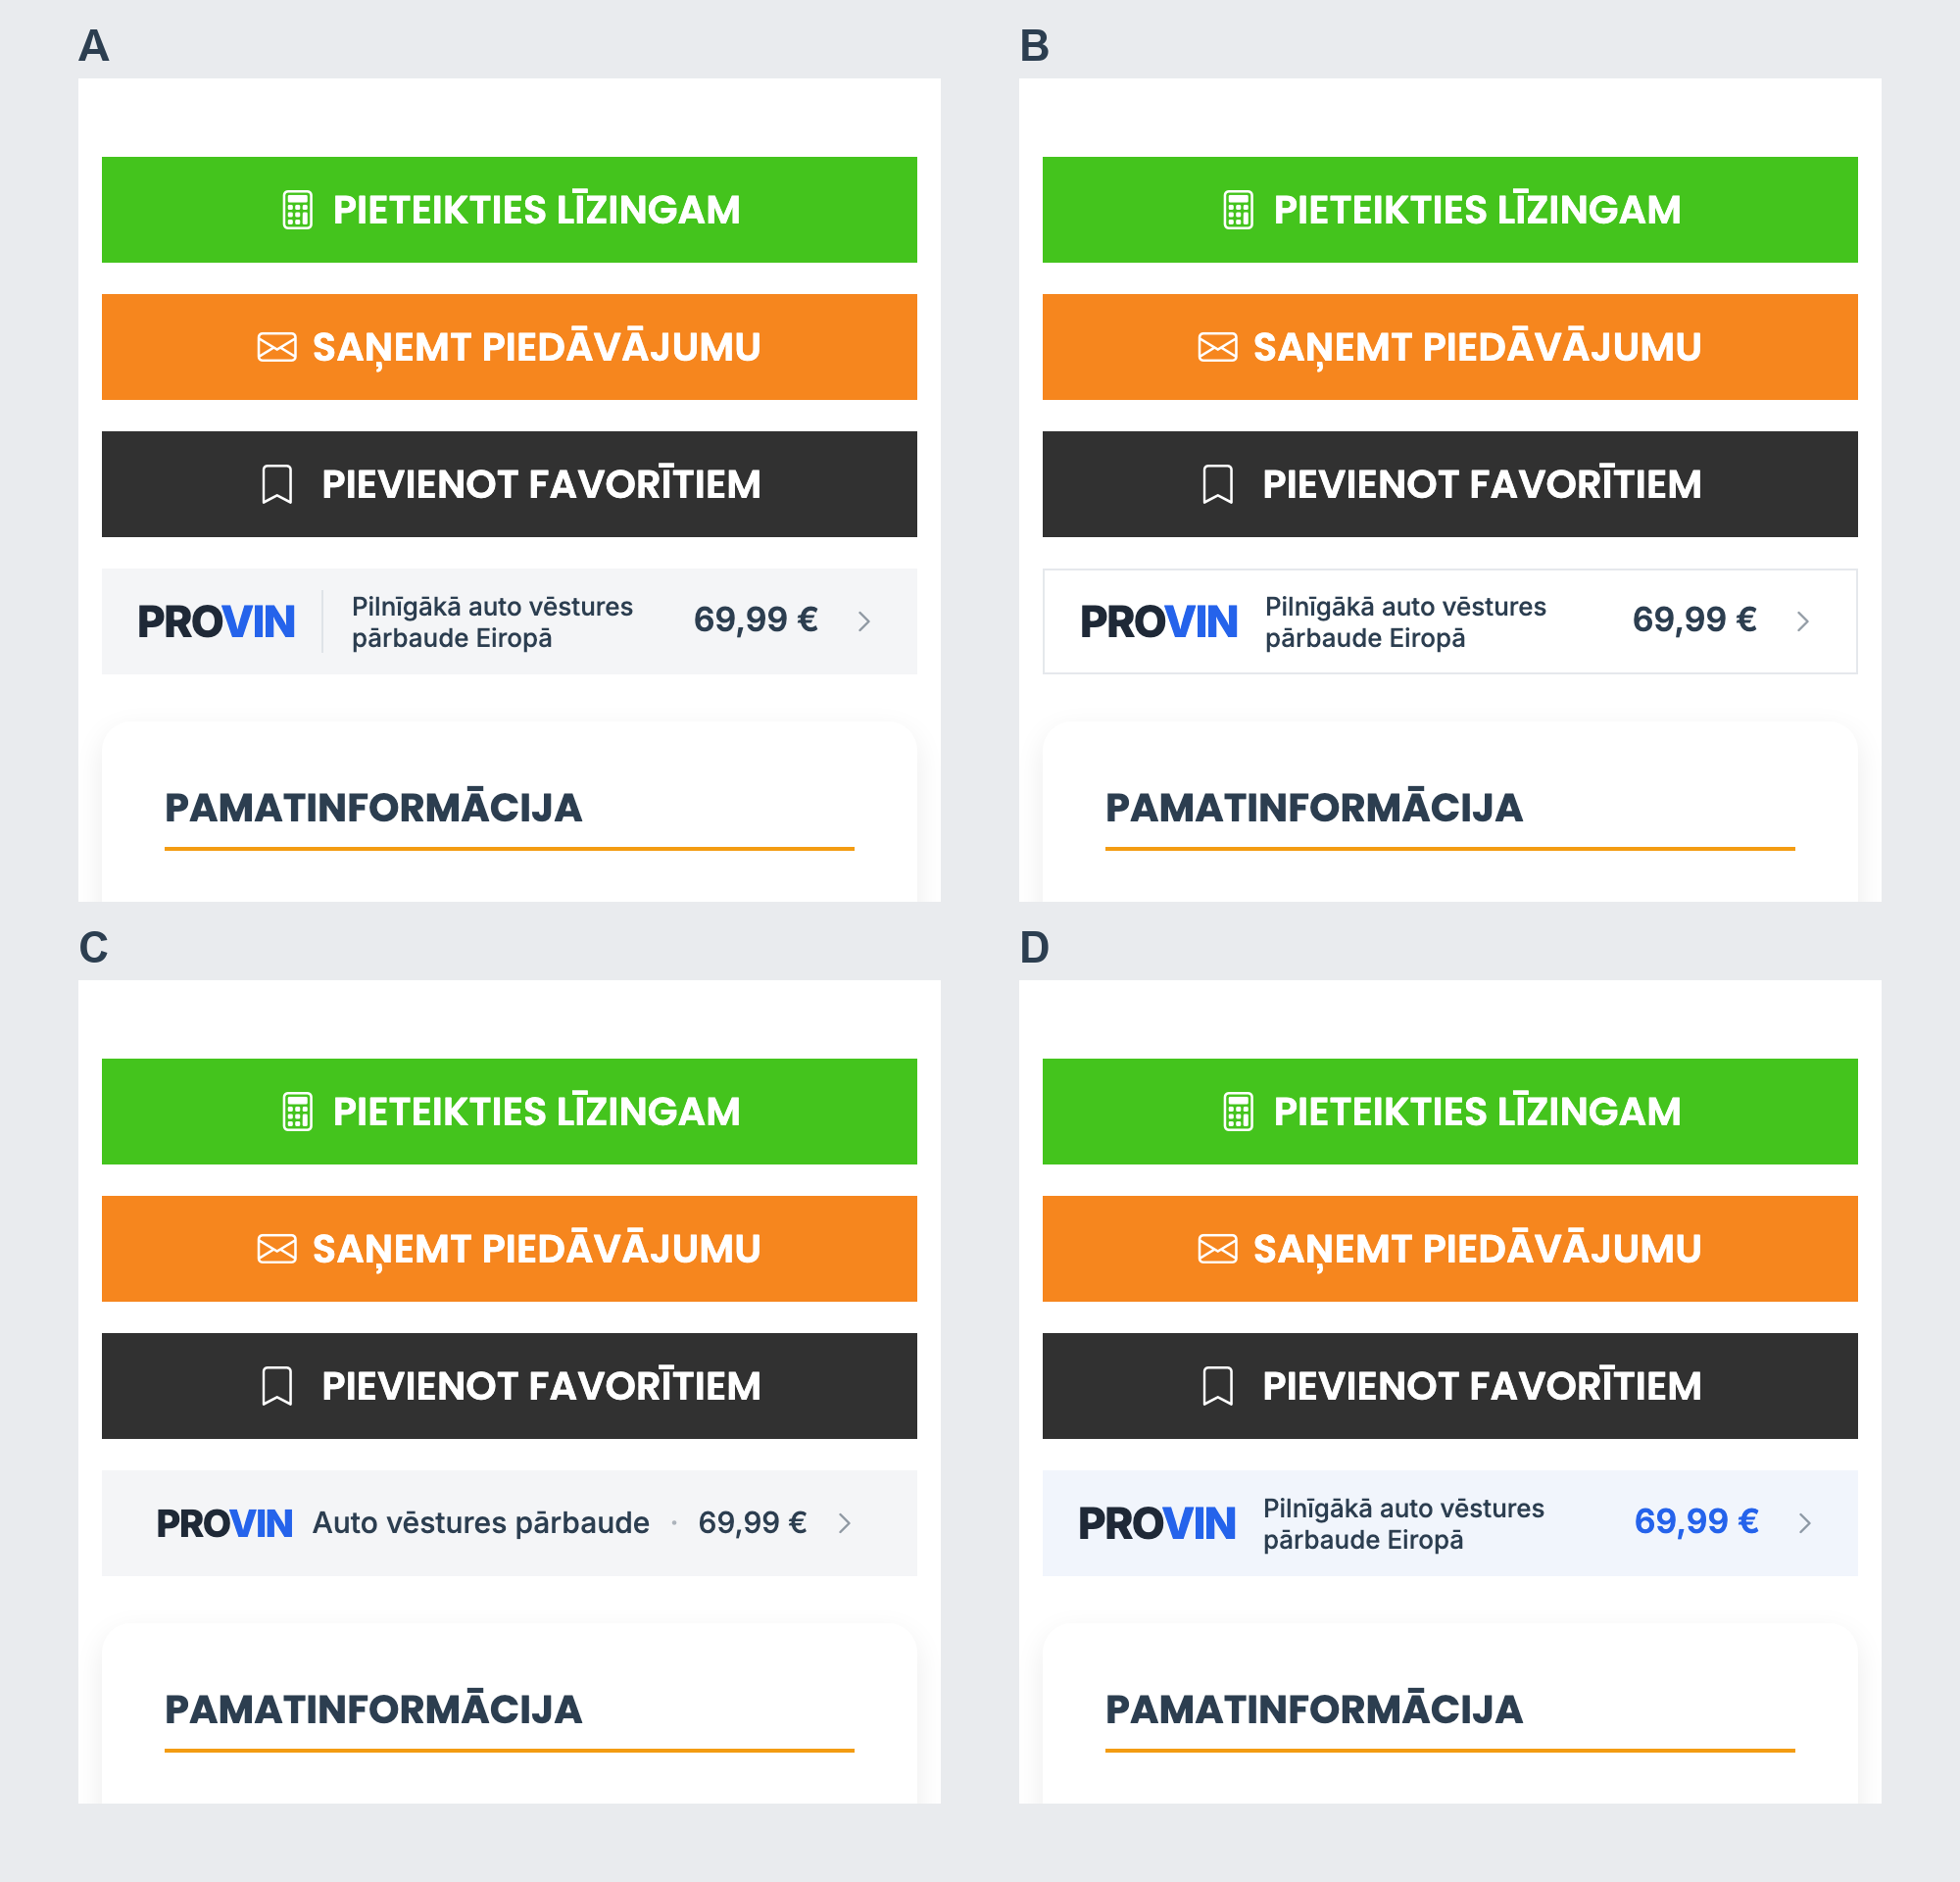 A
PIETEIKTIES LĪZINGAM
SAŅEMT PIEDĀVĀJUMU
PIEVIENOT FAVORĪTIEM
PROVIN
Pilnīgākā auto vēstures
pārbaude Eiropā
69,99 €
PAMATINFORMĀCIJA
B
PIETEIKTIES LĪZINGAM
SAŅEMT PIEDĀVĀJUMU
PIEVIENOT FAVORĪTIEM
PROVIN
Pilnīgākā auto vēstures
pārbaude Eiropā
69,99 €
PAMATINFORMĀCIJA
C
PIETEIKTIES LĪZINGAM
SAŅEMT PIEDĀVĀJUMU
PIEVIENOT FAVORĪTIEM
PROVIN Auto vēstures pārbaude · 69,99 €
PAMATINFORMĀCIJA
D
PIETEIKTIES LĪZINGAM
SAŅEMT PIEDĀVĀJUMU
PIEVIENOT FAVORĪTIEM
PROVIN
Pilnīgākā auto vēstures
pārbaude Eiropā
69,99 €
PAMATINFORMĀCIJA